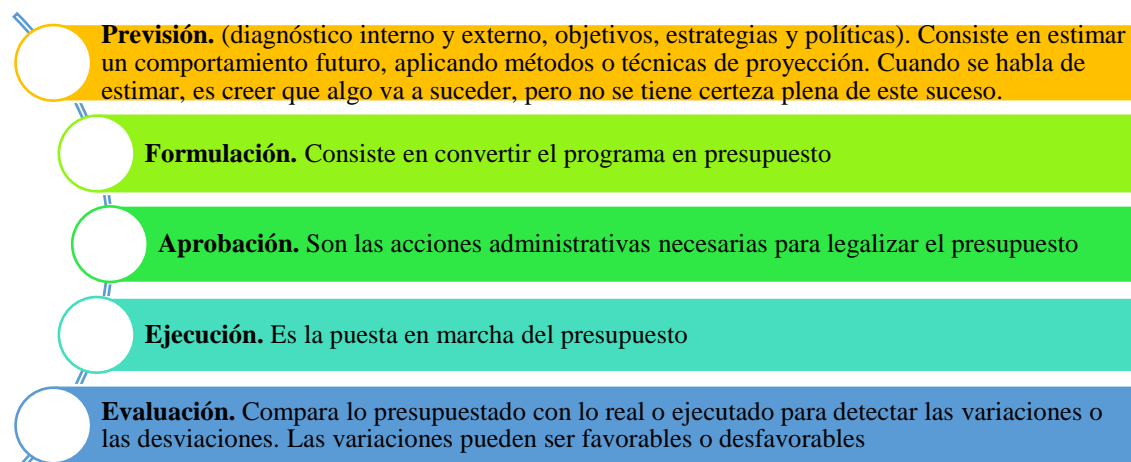 Previsión. (diagnóstico interno y externo, objetivos, estrategias y políticas). Consiste en estimar
un comportamiento futuro, aplicando métodos o técnicas de proyección. Cuando se habla de
estimar, es creer que algo va a suceder, pero no se tiene certeza plena de este suceso.
Formulación. Consiste en convertir el programa en presupuesto
Aprobación. Son las acciones administrativas necesarias para legalizar el presupuesto
Ejecución. Es la puesta en marcha del presupuesto
Evaluación. Compara lo presupuestado con lo real o ejecutado para detectar las variaciones o
las desviaciones. Las variaciones pueden ser favorables o desfavorables